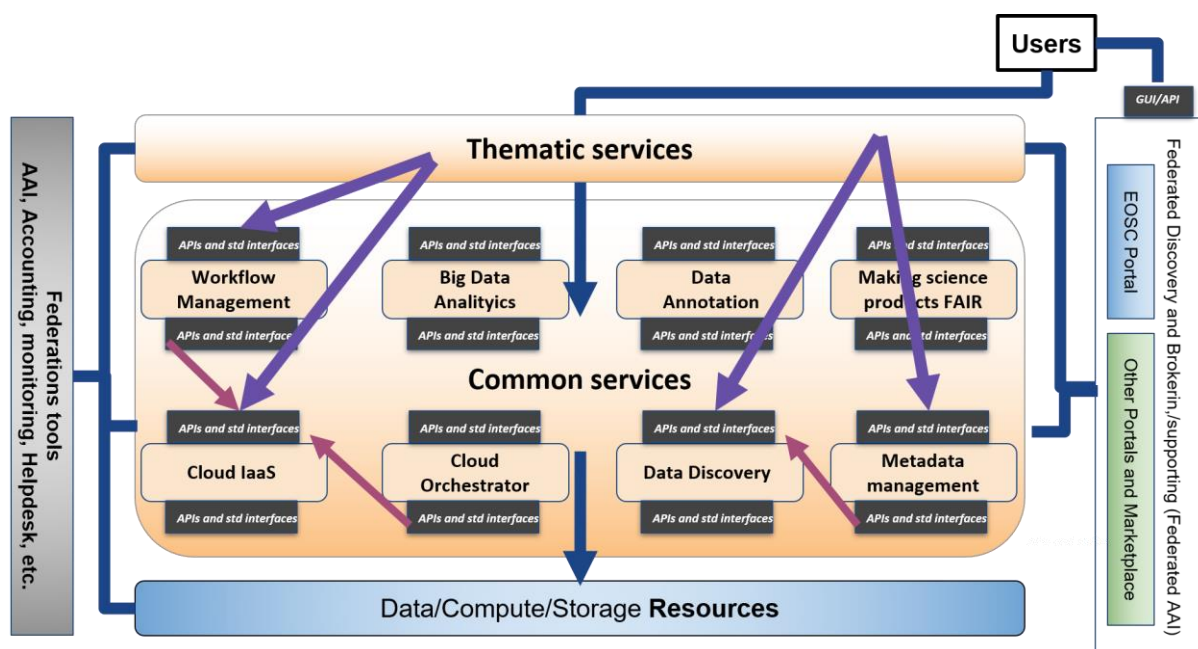 Users
GUI/API
Thematic services
APIs and std interfaces
APIs and std interfaces
APIs and std interfaces
APIs and std interfaces
Workflow
Management
Big Data
Analityics
Data
Annotation
Making science
products FAIR
APIs and std interfaces
APIs and std interfaces
APIs and std interfaces
APIs and std interfaces
Common services
APIs and std interfaces
APIs and std interfaces
APIs and std interfaces
APIs and std interfaces
Cloud IaaS
Cloud
Orchestrator
Data Discovery
Metadada
management
APIs and std interfaces
APIs and std interfaces
APIs and std interfaces
APIs and std interfaces
Data/Compute/Storage Resources
Federations tools
AAI, Accounting, monitoring, Helpdesk, etc.
EOSC Portal
Other Portals and Marketplace
Federated Discovery and Brokerin,/supporting (Federated AAI)